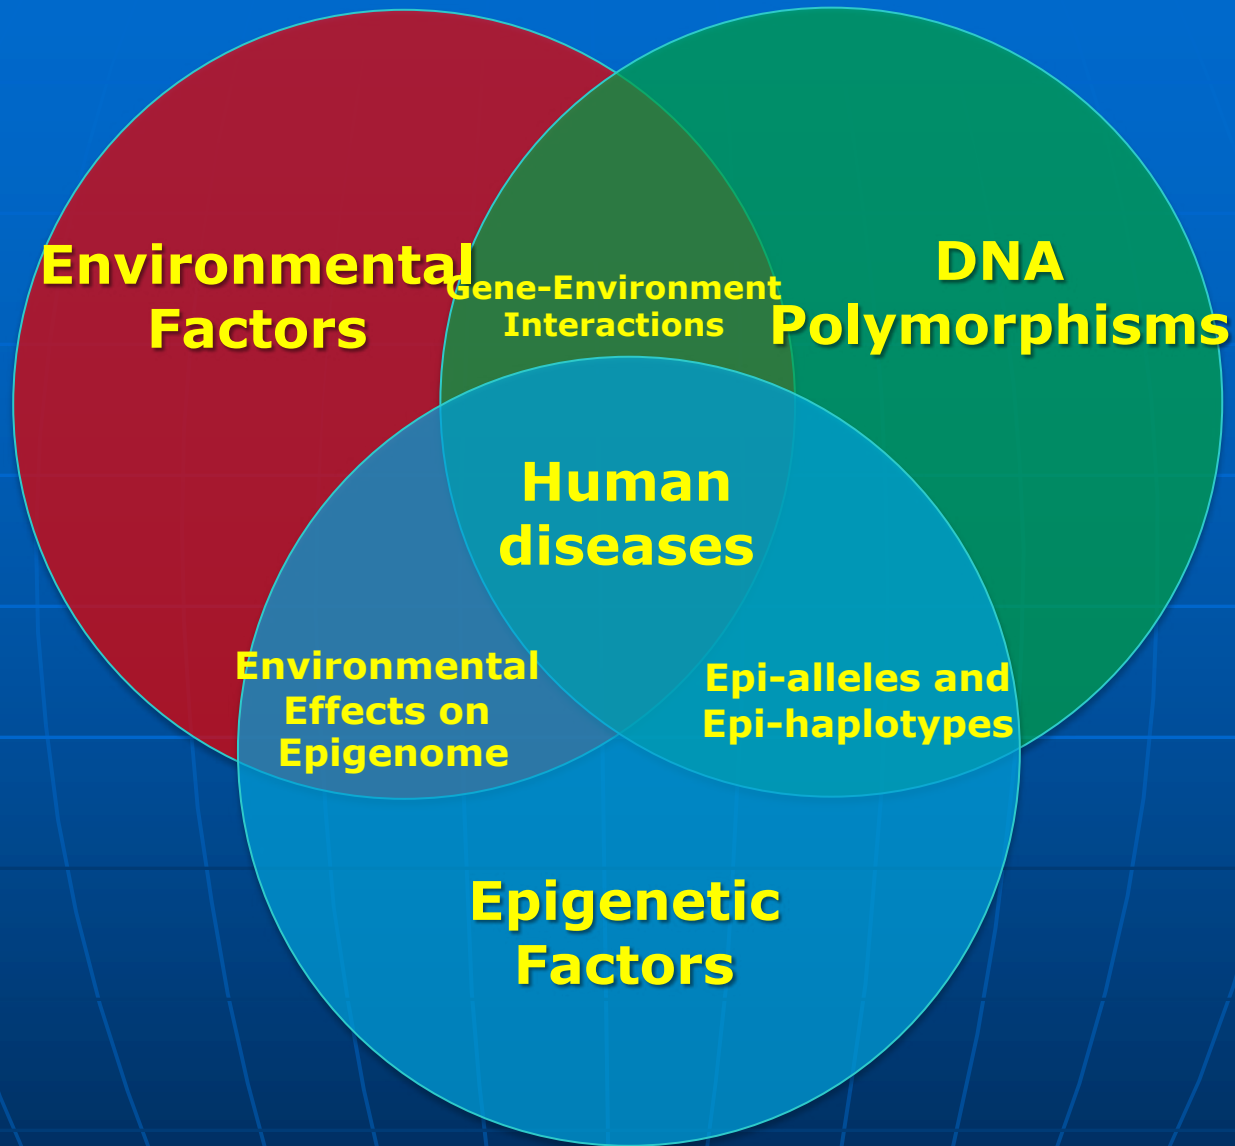 Environmental
Factors
Gene-Environment
Interactions
DNA
Polymorphisms
Human
diseases
Environmental
Effects on
Epigenome
Epi-alleles and
Epi-haplotypes
Epigenetic
Factors